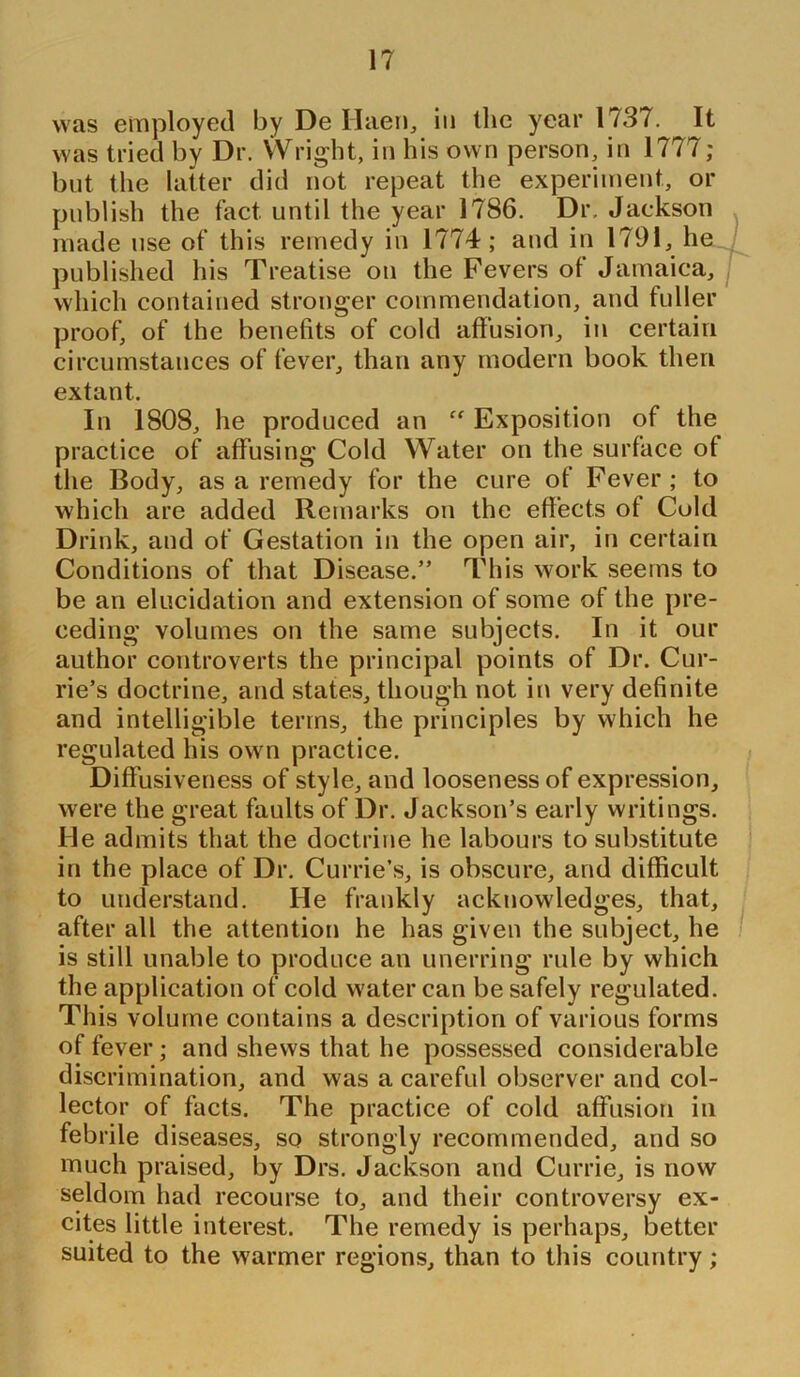 17
was employed by De Haen, in the year 1737. It
was tried by Dr. Wright, in his own person, in 1777;
but the latter did not repeat the experiment, or
publish the fact until the year 1786. Dr. Jackson
made use of this remedy in 1774; and in 1791, he
published his Treatise on the Fevers of Jamaica,
which contained stronger commendation, and fuller
proof, of the benefits of cold affusion, in certain
circumstances of fever, than any modern book then
extant.
In 1808, he produced an “ Exposition of the
practice of affusing Cold Water on the surface of
the Body, as a remedy for the cure of Fever ; to
which are added Remarks on the effects of Cold
Drink, and of Gestation in the open air, in certain
Conditions of that Disease.” This work seems to
be an elucidation and extension of some of the pre-
ceding volumes on the same subjects. In it our
author controverts the principal points of Dr. Cur-
rie’s doctrine, and states, though not in very definite
and intelligible terms, the principles by which he
regulated his own practice.
Diffusiveness of style, and looseness of expression,
were the great faults of Dr. Jackson’s early writings.
He admits that the doctrine he labours to substitute
in the place of Dr. Currie’s, is obscure, and difficult
to understand. He frankly acknowledges, that,
after all the attention he has given the subject, he
is still unable to produce an unerring rule by which
the application of cold water can be safely regulated.
This volume contains a description of various forms
of fever; and shews that he possessed considerable
discrimination, and was a careful observer and col-
lector of facts. The practice of cold affusion in
febrile diseases, so strongly recommended, and so
much praised, by Drs. Jackson and Currie, is now
seldom had recourse to, and their controversy ex-
cites little interest. The remedy is perhaps, better
suited to the warmer regions, than to this country;